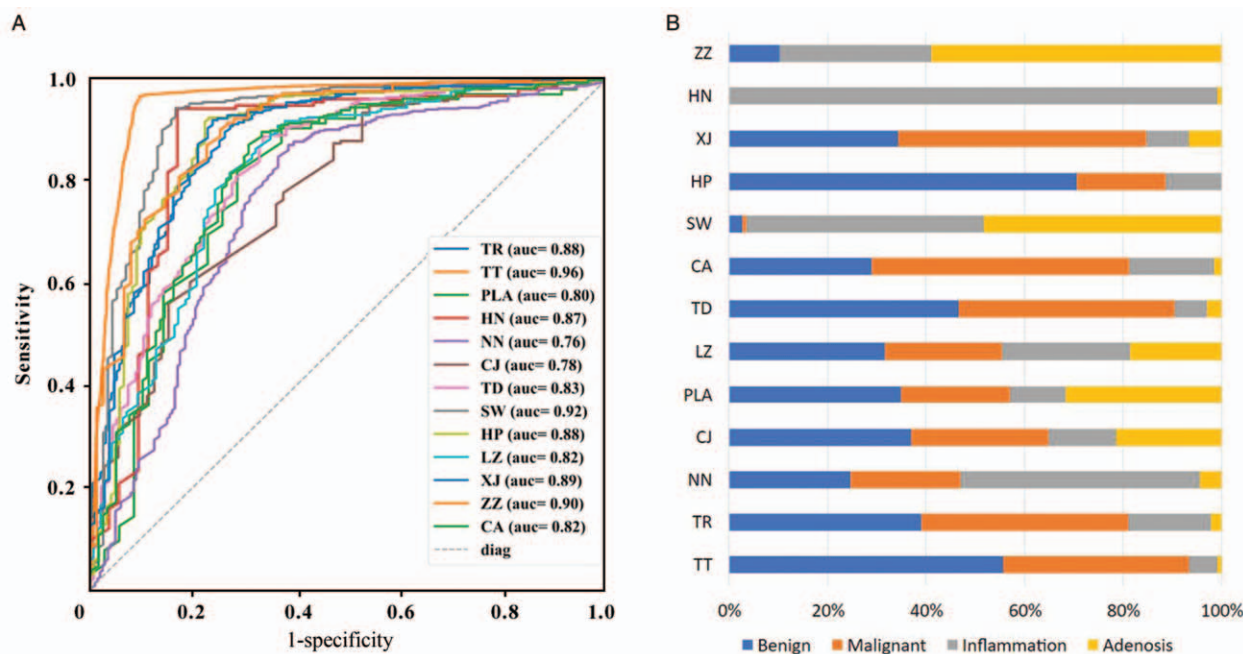 A
1.0
0.8
0.6
0.4
0.2
0
0.2
0.4
0.6
0.8
1.0
Sensitivity
1-specificity
TR (auc= 0.88)
TT (auc= 0.96)
PLA (auc= 0.80)
HN (auc= 0.87)
NN (auc= 0.76)
CJ (auc= 0.78)
TD (auc= 0.83)
SW (auc= 0.92)
HP (auc= 0.88)
LZ (auc= 0.82)
XJ (auc= 0.89)
ZZ (auc= 0.90)
CA (auc= 0.82)
diag
B
ZZ
HN
XJ
HP
SW
CA
TD
LZ
PLA
CJ
NN
TR
TT
0% 20% 40% 60% 80% 100%
Benign Malignant Inflammation Adenosis